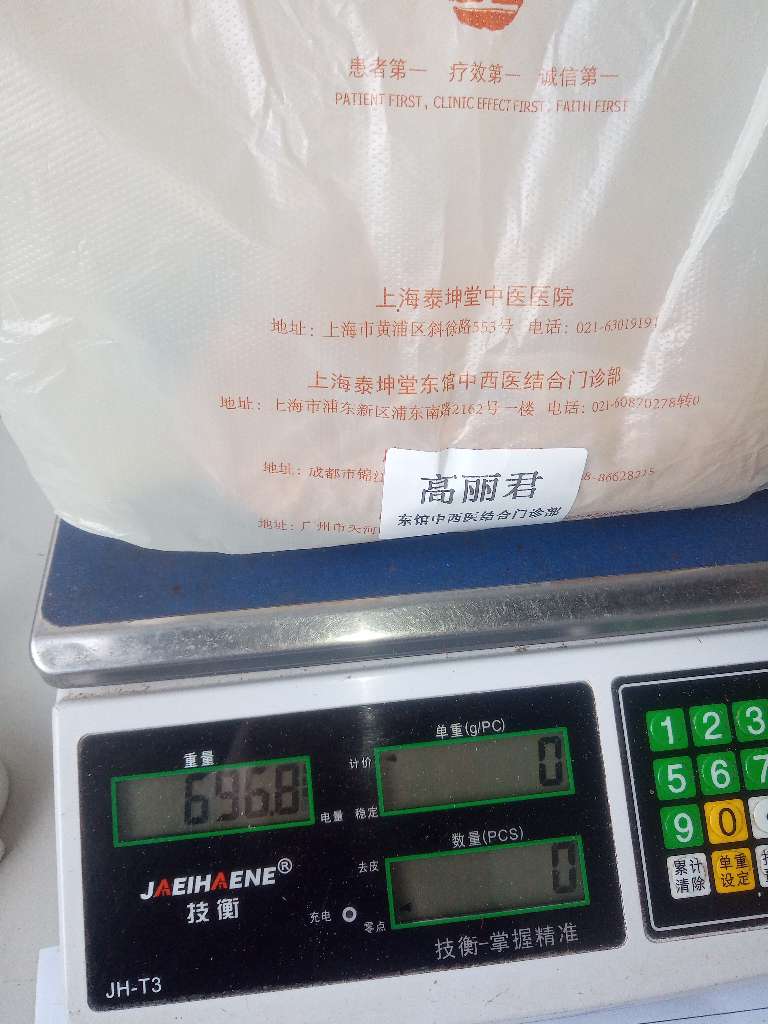 患者第一 疗效第一 诚信第一
PATIENT FIRST, CLINIC EFFECT FIRST, FAITH FIRST
上海泰坤堂中医医院
地址: 上海市黄浦区斜徐路553号 电话: 021-6301919
上海泰坤堂东馆中西医结合门诊部
地址: 上海市浦东新区浦东南路2162号一楼 电话: 021-60870278转0
地址: 成都市锦江
8-86628225
地址: 广州市天河
高丽君
东馆中西医结合门诊部
重量
696.8
电量
单重(g/PC)
计价
0
稳定
数量(PCS)
去皮
0
充电
零点
JAEIHAENE®
技衡
技衡-掌握精准
JH-T3
1 2 3
5 6 7
9 0
累计清除
单重设定